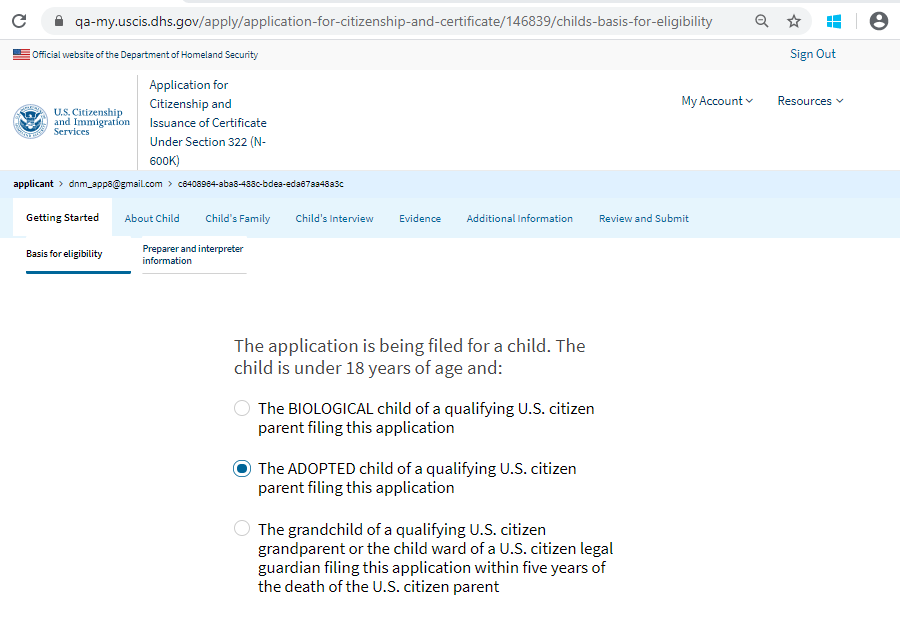 qa-my.uscis.dhs.gov/apply/application-for-citizenship-and-certificate/146839/childs-basis-for-eligibility
Official website of the Department of Homeland Security
Sign Out
U.S. Citizenship
and Immigration
Services
Application for
Citizenship and
Issuance of Certificate
Under Section 322 (N-
600K)
My Account
Resources
applicant > dnm_app8@gmail.com > c6408964-aba8-488c-bdea-eda67aa48a3c
Getting Started
About Child
Child's Family
Child's Interview
Evidence
Additional Information
Review and Submit
Basis for eligibility
Preparer and interpreter
information
The application is being filed for a child. The
child is under 18 years of age and:
The BIOLOGICAL child of a qualifying U.S. citizen
parent filing this application
The ADOPTED child of a qualifying U.S. citizen
parent filing this application
The grandchild of a qualifying U.S. citizen
grandparent or the child ward of a U.S. citizen legal
guardian filing this application within five years of
the death of the U.S. citizen parent